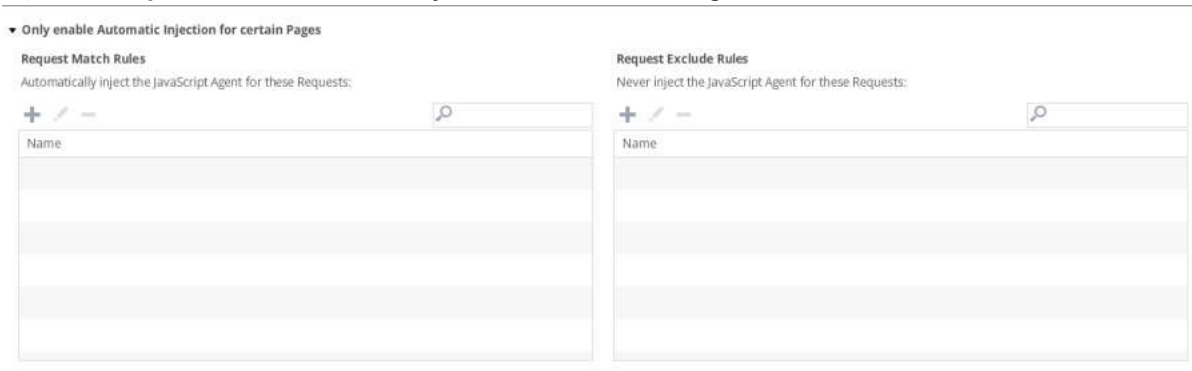 Only enable Automatic Injection for certain Pages
Request Match Rules
Automatically inject the JavaScript Agent for these Requests:
Name
Request Exclude Rules
Never inject the JavaScript Agent for these Requests:
Name